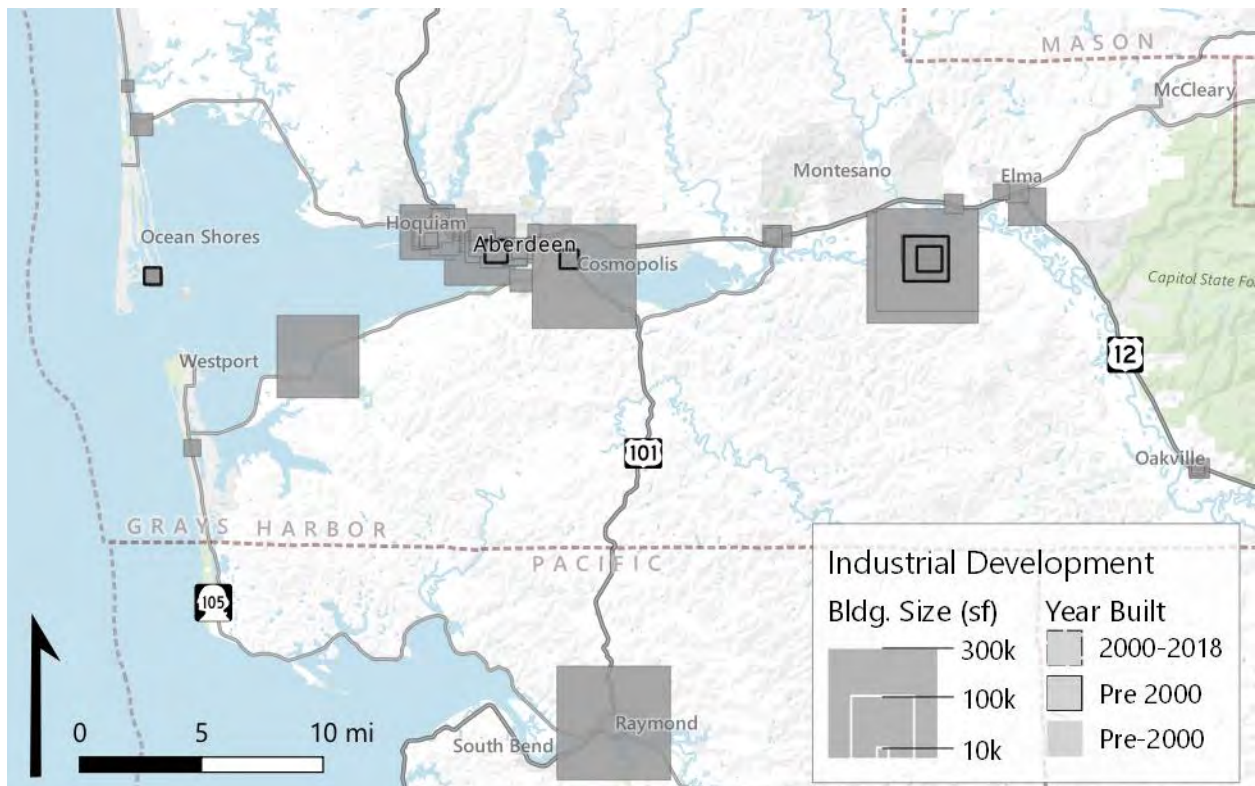 MASON
McCleary
Montesano
Elma
Hoquiam
Aberdeen
Ocean Shores
Cosmopolis
Capitol State Fo
Westport
12
101
Oakville
GRAYS HARBOR
PACIFIC
105
Raymond
South Bend
0 5 10 mi
Industrial Development
Bldg. Size (sf) Year Built
300k 2000-2018
100k Pre 2000
10k Pre-2000